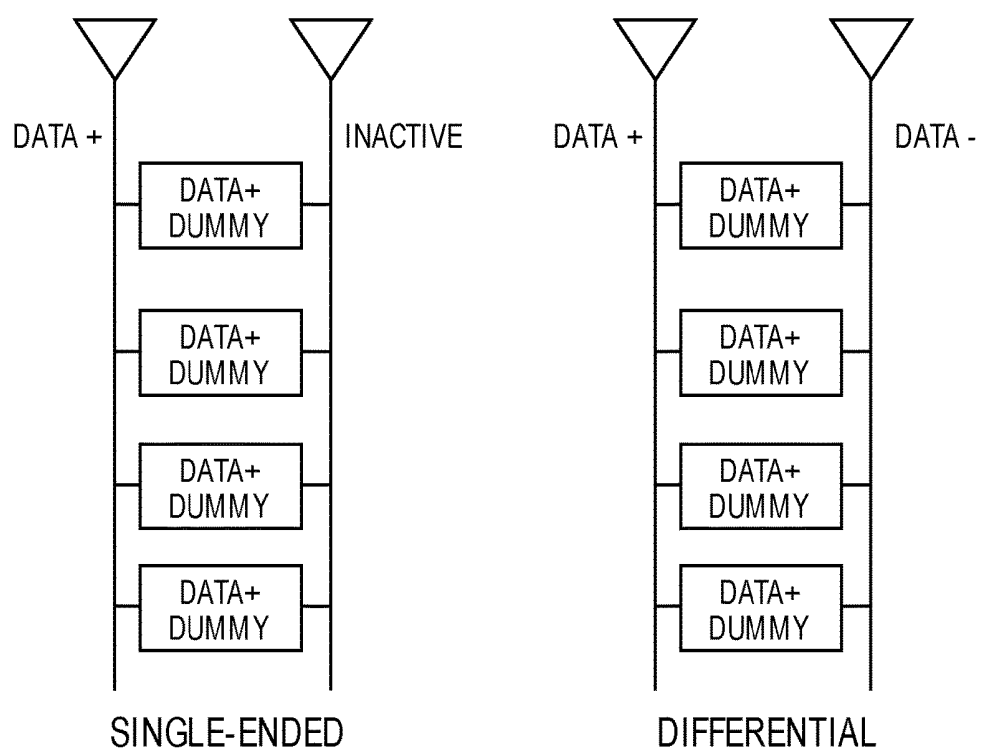 DATA +
INACTIVE
DATA+
DUMMY
DATA+
DUMMY
DATA+
DUMMY
DATA+
DUMMY
SINGLE-ENDED
DATA +
DATA -
DATA+
DUMMY
DATA+
DUMMY
DATA+
DUMMY
DATA+
DUMMY
DIFFERENTIAL